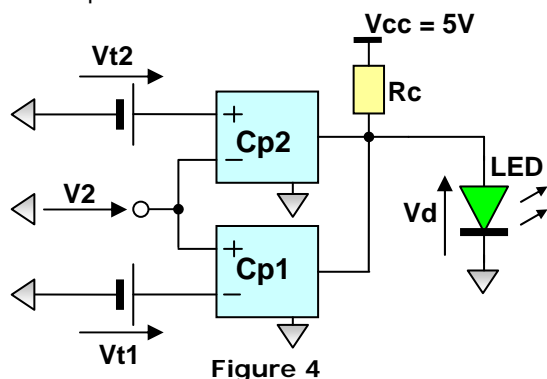 Vcc = 5V
Vt2
Rc
+
Cp2
−
LED
V2
Vd
+
Cp1
−
Vt1
Figure 4